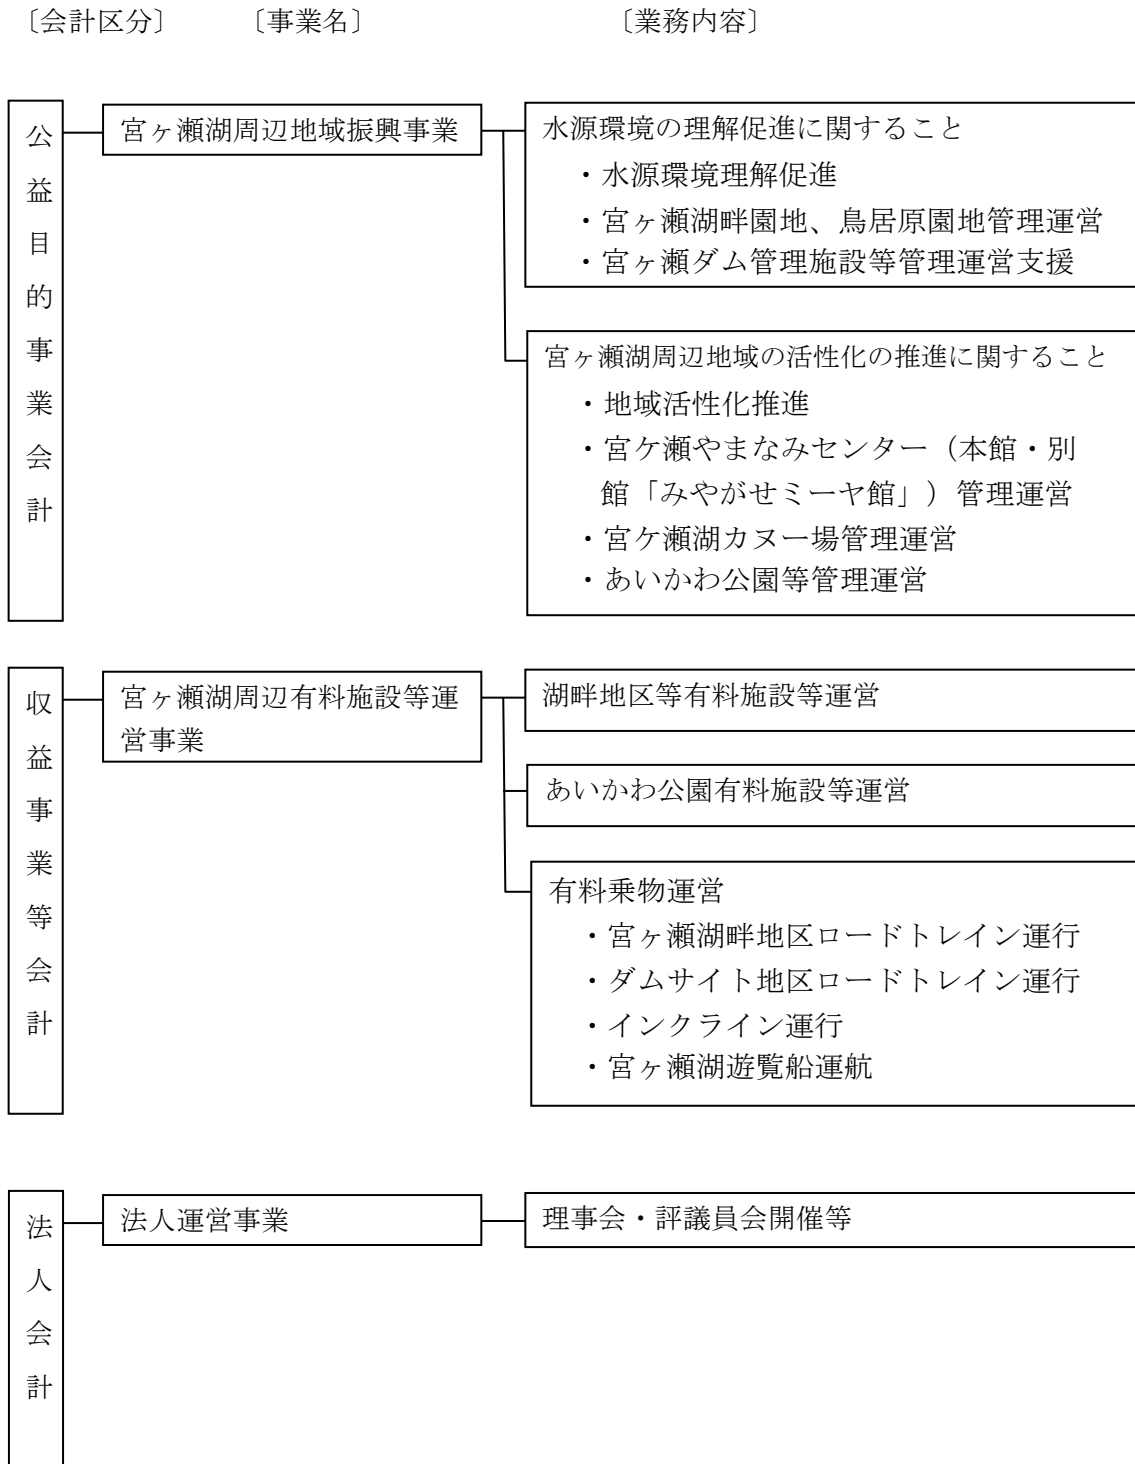 〔会計区分〕 〔事業名〕 〔業務内容〕
公益目的事業会計
宮ヶ瀬湖周辺地域振興事業
水源環境の理解促進に関すること
・水源環境理解促進
・宮ヶ瀬湖畔園地、鳥居原園地管理運営
・宮ヶ瀬ダム管理施設等管理運営支援
宮ヶ瀬湖周辺地域の活性化の推進に関すること
・地域活性化推進
・宮ケ瀬やまなみセンター（本館・別
館「みやがせミーヤ館」）管理運営
・宮ケ瀬湖カヌー場管理運営
・あいかわ公園等管理運営
収益事業等会計
宮ヶ瀬湖周辺有料施設等運
営事業
湖畔地区等有料施設等運営
あいかわ公園有料施設等運営
有料乗物運営
・宮ヶ瀬湖畔地区ロードトレイン運行
・ダムサイト地区ロードトレイン運行
・インクライン運行
・宮ヶ瀬湖遊覧船運航
法人会計
法人運営事業
理事会・評議員会開催等